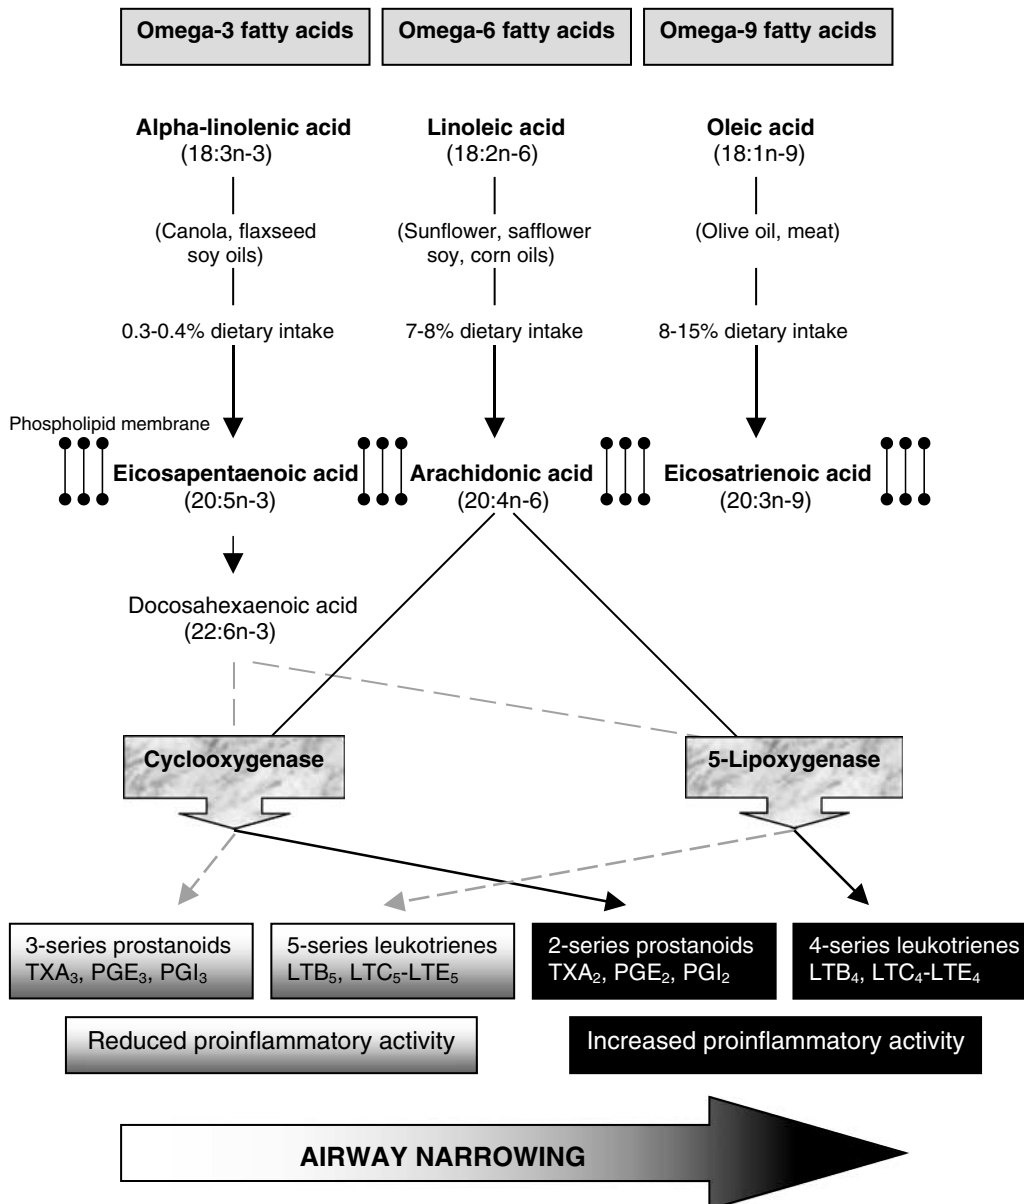 Omega-3 fatty acids
Omega-6 fatty acids
Omega-9 fatty acids
Alpha-linolenic acid
(18:3n-3)
Linoleic acid
(18:2n-6)
Oleic acid
(18:1n-9)
(Canola, flaxseed
soy oils)
(Sunflower, safflower
soy, corn oils)
(Olive oil, meat)
0.3-0.4% dietary intake
7-8% dietary intake
8-15% dietary intake
Phospholipid membrane
Eicosapentaenoic acid
(20:5n-3)
Arachidonic acid
(20:4n-6)
Eicosatrienoic acid
(20:3n-9)
Docosahexaenoic acid
(22:6n-3)
Cyclooxygenase
5-Lipoxygenase
3-series prostanoids
TXA₃, PGE₃, PGI₃
5-series leukotrienes
LTB₅, LTC₅-LTE₅
2-series prostanoids
TXA₂, PGE₂, PGI₂
4-series leukotrienes
LTB₄, LTC₄-LTE₄
Reduced proinflammatory activity
Increased proinflammatory activity
AIRWAY NARROWING